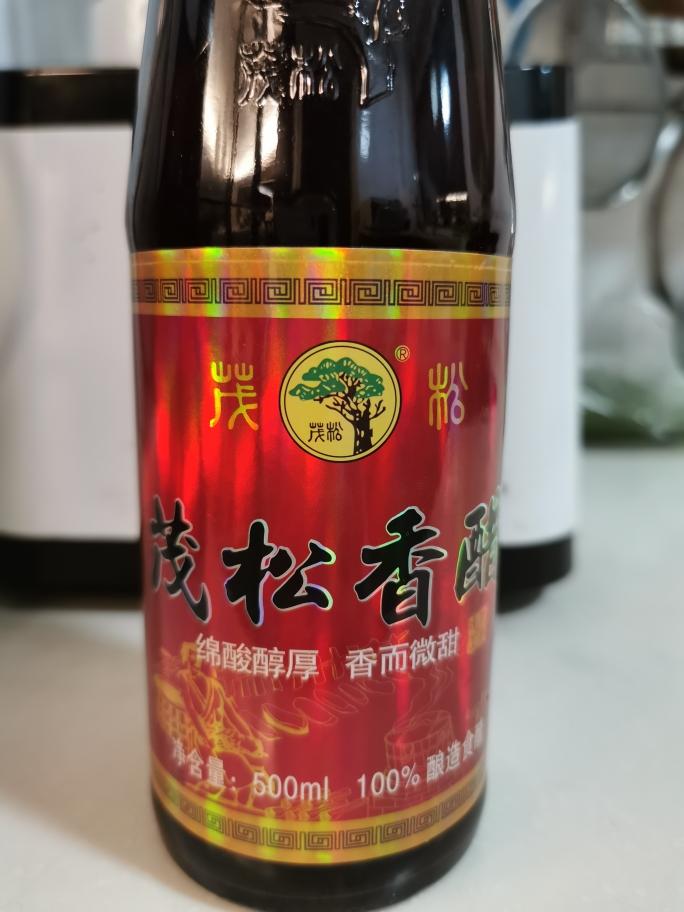 茂松
茂 ® 松
茂松
茂松香醋
绵酸醇厚 香而微甜
净含量：500ml 100%酿造食醋